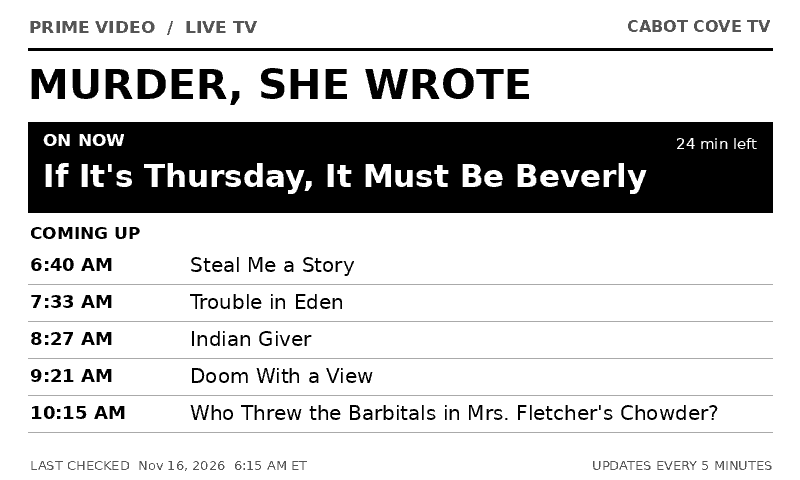 PRIME VIDEO / LIVE TV CABOT COVE TV
MURDER, SHE WROTE
ON NOW 24 min left
If It's Thursday, It Must Be Beverly
COMING UP
6:40 AM Steal Me a Story
7:33 AM Trouble in Eden
8:27 AM Indian Giver
9:21 AM Doom With a View
10:15 AM Who Threw the Barbitals in Mrs. Fletcher's Chowder?
LAST CHECKED Nov 16, 2026 6:15 AM ET UPDATES EVERY 5 MINUTES